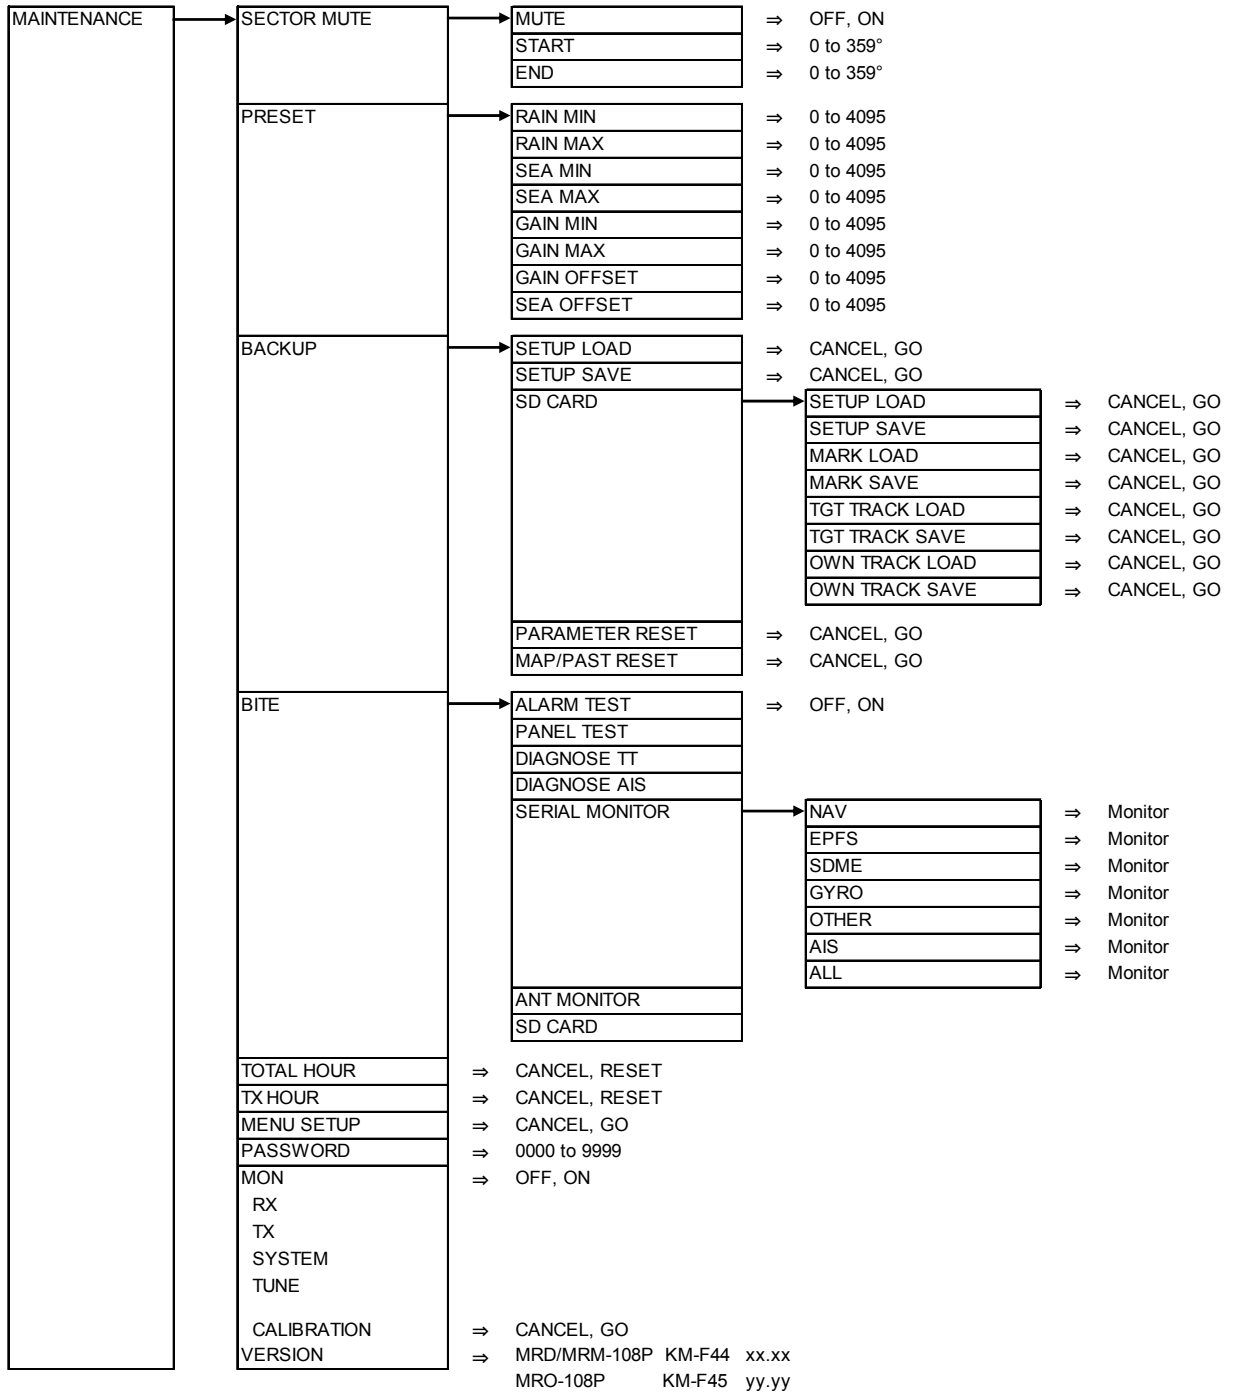 MAINTENANCE SECTOR MUTE MUTE ⇒ OFF, ON
START ⇒ 0 to 359°
END ⇒ 0 to 359°
PRESET RAIN MIN ⇒ 0 to 4095
RAIN MAX ⇒ 0 to 4095
SEA MIN ⇒ 0 to 4095
SEA MAX ⇒ 0 to 4095
GAIN MIN ⇒ 0 to 4095
GAIN MAX ⇒ 0 to 4095
GAIN OFFSET ⇒ 0 to 4095
SEA OFFSET ⇒ 0 to 4095
BACKUP SETUP LOAD ⇒ CANCEL, GO
SETUP SAVE ⇒ CANCEL, GO
SD CARD SETUP LOAD ⇒ CANCEL, GO
SETUP SAVE ⇒ CANCEL, GO
MARK LOAD ⇒ CANCEL, GO
MARK SAVE ⇒ CANCEL, GO
TGT TRACK LOAD ⇒ CANCEL, GO
TGT TRACK SAVE ⇒ CANCEL, GO
OWN TRACK LOAD ⇒ CANCEL, GO
OWN TRACK SAVE ⇒ CANCEL, GO
PARAMETER RESET ⇒ CANCEL, GO
MAP/PAST RESET ⇒ CANCEL, GO
BITE ALARM TEST ⇒ OFF, ON
PANEL TEST
DIAGNOSE TT
DIAGNOSE AIS
SERIAL MONITOR NAV ⇒ Monitor
EPFS ⇒ Monitor
SDME ⇒ Monitor
GYRO ⇒ Monitor
OTHER ⇒ Monitor
AIS ⇒ Monitor
ALL ⇒ Monitor
ANT MONITOR
SD CARD
TOTAL HOUR ⇒ CANCEL, RESET
TX HOUR ⇒ CANCEL, RESET
MENU SETUP ⇒ CANCEL, GO
PASSWORD ⇒ 0000 to 9999
MON ⇒ OFF, ON
RX
TX
SYSTEM
TUNE
CALIBRATION ⇒ CANCEL, GO
VERSION ⇒ MRD/MRM-108P KM-F44 xx.xx
MRO-108P KM-F45 yy.yy